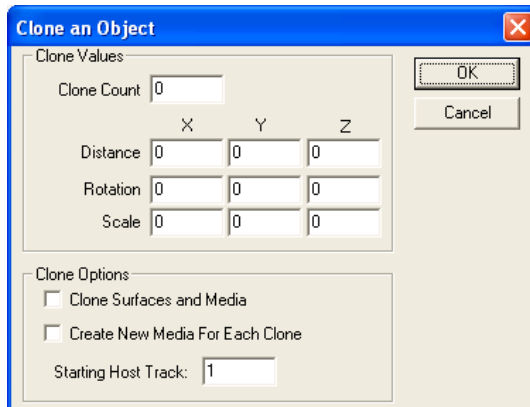 Clone an Object
Clone Values
OK
Clone Count 0
Cancel
X Y Z
Distance 0 0 0
Rotation 0 0 0
Scale 0 0 0
Clone Options
Clone Surfaces and Media
Create New Media For Each Clone
Starting Host Track: 1